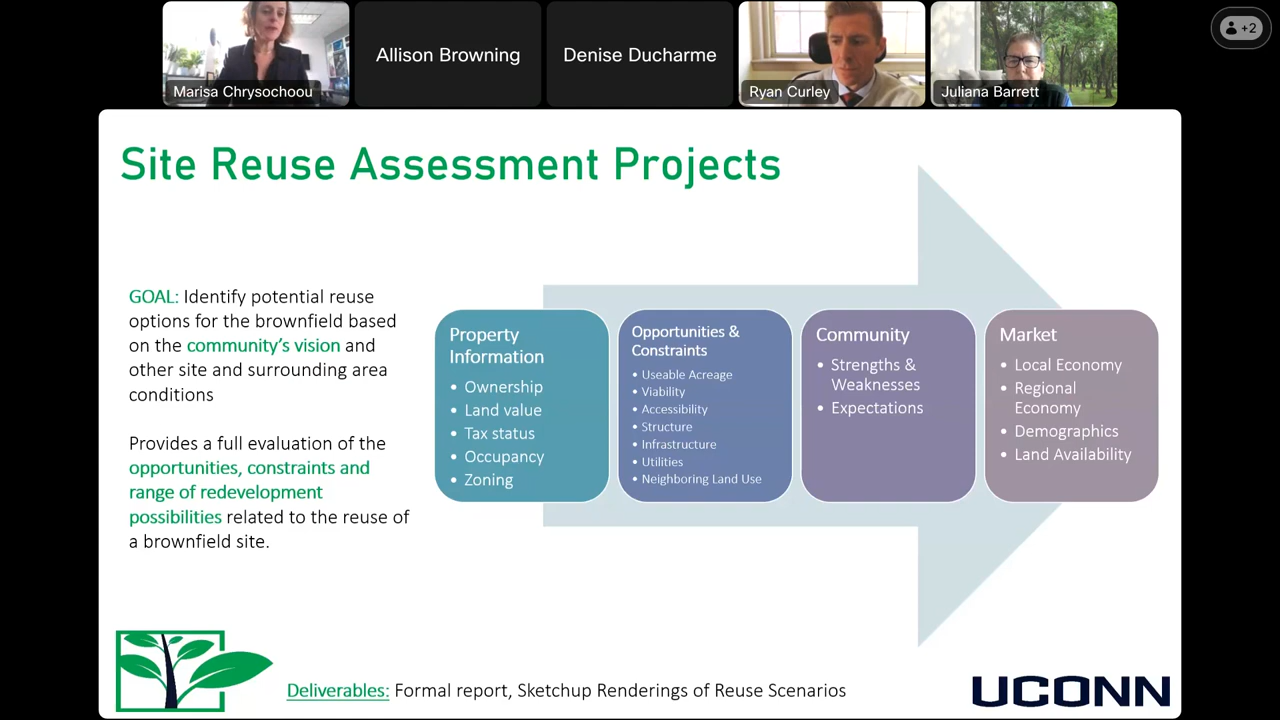 Marisa Chrysochoou
Allison Browning
Denise Ducharme
Ryan Curley
Juliana Barrett
+2
Site Reuse Assessment Projects
GOAL: Identify potential reuse
options for the brownfield based
on the community's vision and
other site and surrounding area
conditions
Provides a full evaluation of the
opportunities, constraints and
range of redevelopment
possibilities related to the reuse of
a brownfield site.
Property
Information
• Ownership
• Land value
• Tax status
• Occupancy
• Zoning
Opportunities &
Constraints
• Useable Acreage
• Viability
• Accessibility
• Structure
• Infrastructure
• Utilities
• Neighboring Land Use
Community
• Strengths &
Weaknesses
• Expectations
Market
• Local Economy
• Regional
Economy
• Demographics
• Land Availability
Deliverables: Formal report, Sketchup Renderings of Reuse Scenarios
UCONN